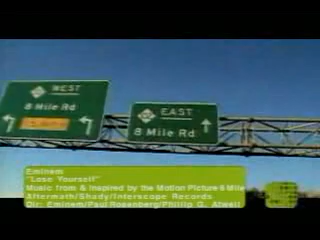 WEST
8 Mile Rd
EAST
8 Mile Rd
Eminem
"Lose Yourself"
Music from & Inspired by the Motion Picture 8 Mile
Aftermath/Shady/Interscope Records
Dir: Eminem/Paul Rosenberg/Phillip G. Atwell